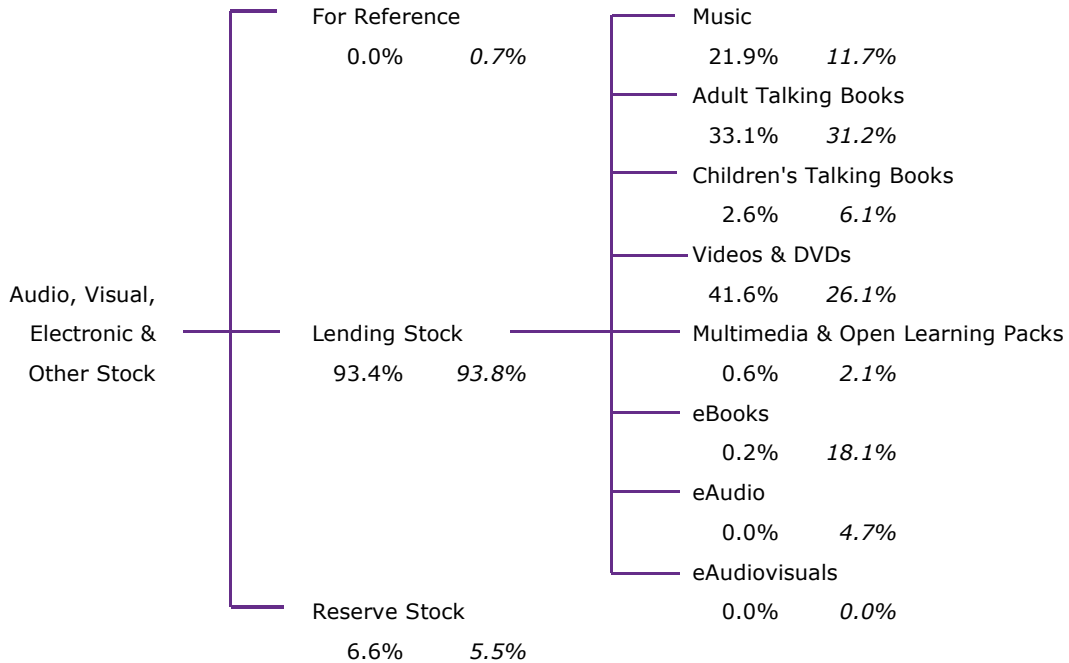 For Reference
0.0% 0.7%
Audio, Visual,
Electronic &
Other Stock
Lending Stock
93.4% 93.8%
Reserve Stock
6.6% 5.5%
Music
21.9% 11.7%
Adult Talking Books
33.1% 31.2%
Children's Talking Books
2.6% 6.1%
Videos & DVDs
41.6% 26.1%
Multimedia & Open Learning Packs
0.6% 2.1%
eBooks
0.2% 18.1%
eAudio
0.0% 4.7%
eAudiovisuals
0.0% 0.0%